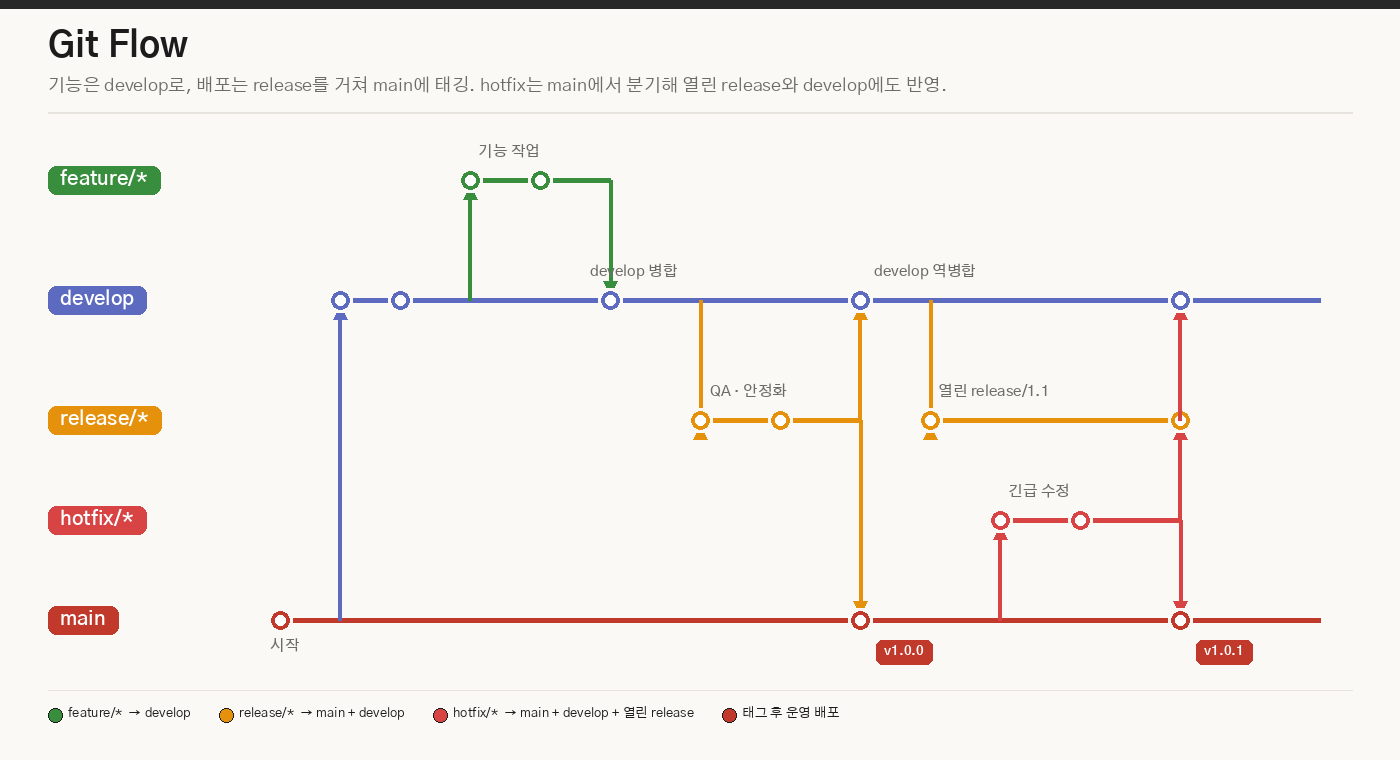 Git Flow
기능은 develop로, 배포는 release를 거쳐 main에 태깅. hotfix는 main에서 분기해 열린 release와 develop에도 반영.
기능 작업
feature/*
develop 병합
develop 역병합
develop
QA · 안정화
열린 release/1.1
release/*
긴급 수정
hotfix/*
main
시작
v1.0.0
v1.0.1
feature/* → develop
release/* → main + develop
hotfix/* → main + develop + 열린 release
태그 후 운영 배포